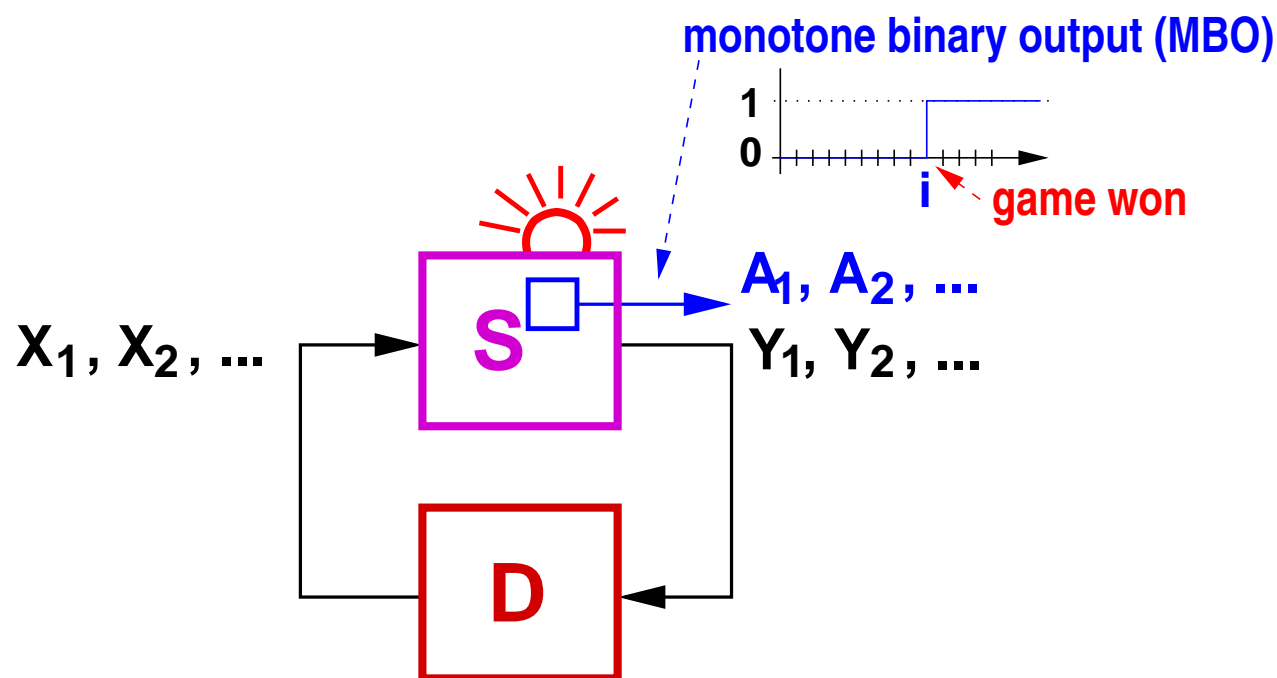 monotone binary output (MBO)
1
0
i
game won
A1, A2, ...
S
X1, X2, ...
Y1, Y2, ...
D